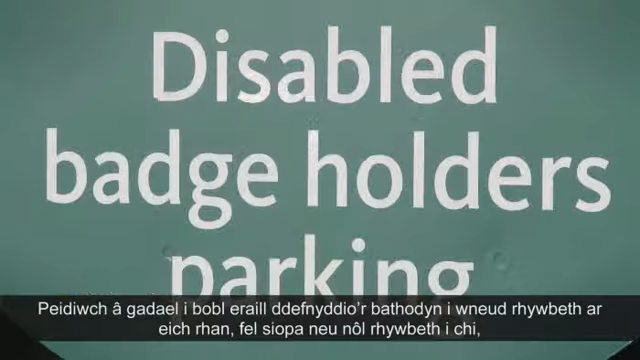 Disabled
badge holders
parking
Peidiwch â gadael i bobl eraill ddefnyddio'r bathodyn i wneud rhywbeth ar
eich rhan, fel siopa neu nôl rhywbeth i chi,